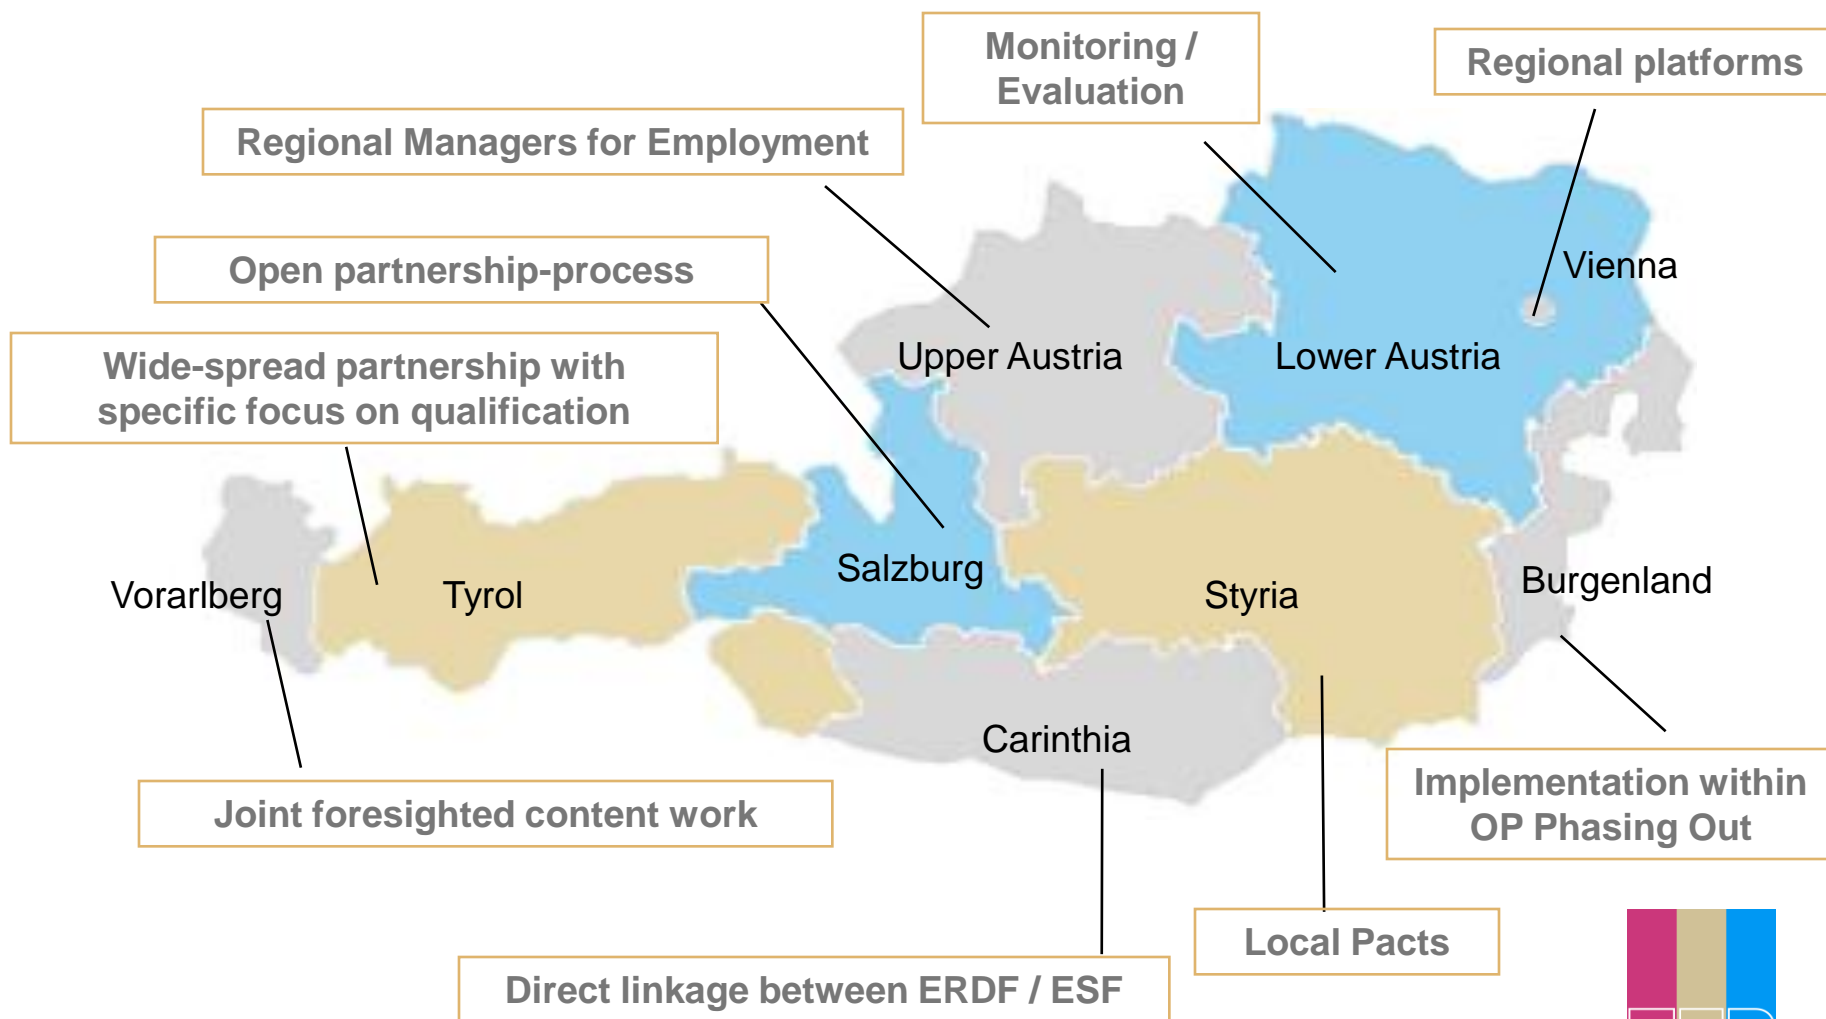 Monitoring /
Evaluation
Regional platforms
Regional Managers for Employment
Open partnership-process
Vienna
Wide-spread partnership with
specific focus on qualification
Upper Austria
Lower Austria
Salzburg
Vorarlberg
Tyrol
Styria
Burgenland
Carinthia
Joint foresighted content work
Implementation within
OP Phasing Out
Local Pacts
Direct linkage between ERDF / ESF